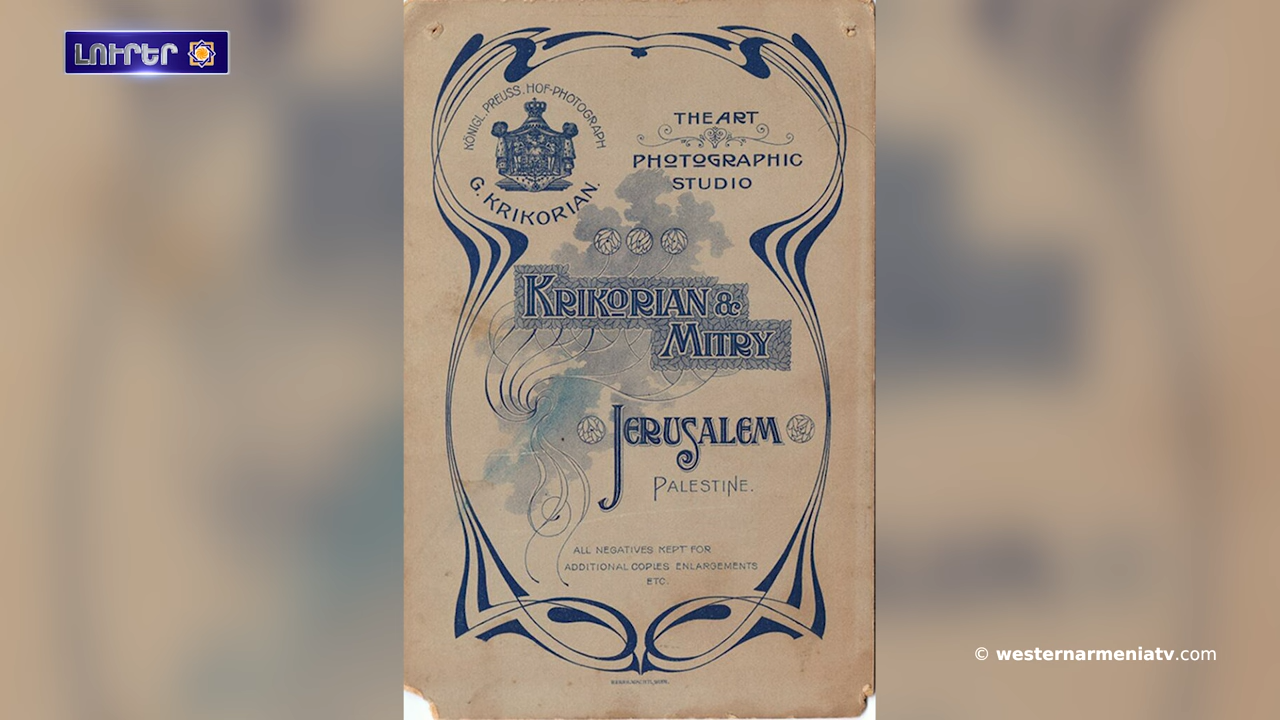 ԼՈՒՐԵՐ
KÖNIGL. PREUSS. HOF-PHOTOGRAPH
G. KRIKORIAN.
THE ART
PHOTOGRAPHIC
STUDIO
KRIKORIAN &
MITRY
JERUSALEM
PALESTINE.
ALL NEGATIVES KEPT FOR
ADDITIONAL COPIES ENLARGEMENTS
ETC.
© westernarmeniatv.com